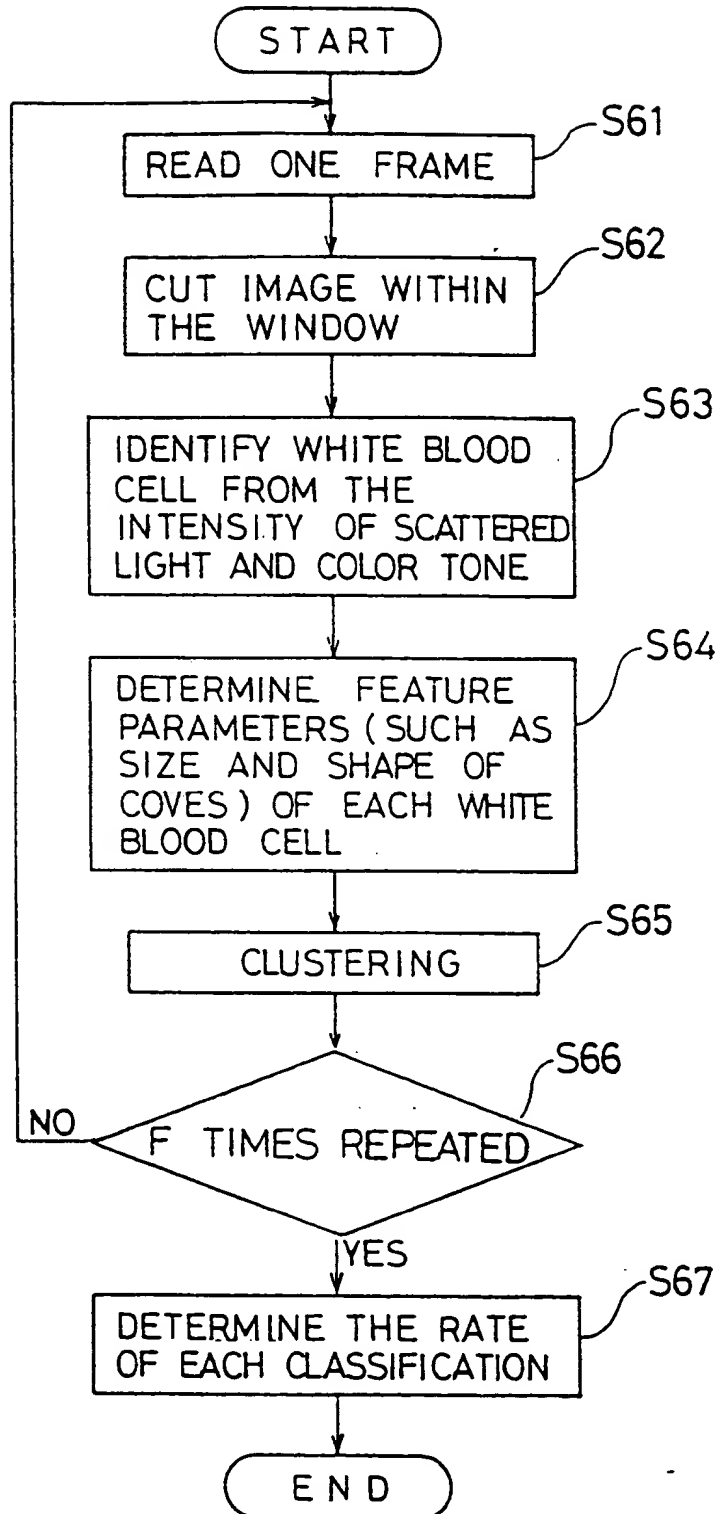 START
S61
READ ONE FRAME
S62
CUT IMAGE WITHIN
THE WINDOW
S63
IDENTIFY WHITE BLOOD
CELL FROM THE
INTENSITY OF SCATTERED
LIGHT AND COLOR TONE
S64
DETERMINE FEATURE
PARAMETERS (SUCH AS
SIZE AND SHAPE OF
COVES) OF EACH WHITE
BLOOD CELL
S65
CLUSTERING
S66
NO
F TIMES REPEATED
YES
S67
DETERMINE THE RATE
OF EACH CLASSIFICATION
END